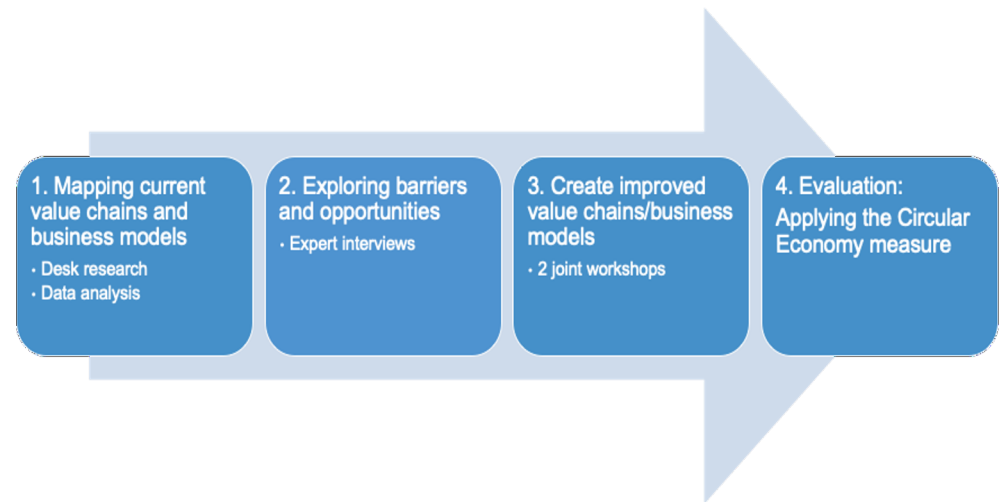 1. Mapping current
value chains and
business models
· Desk research
· Data analysis
2. Exploring barriers
and opportunities
· Expert interviews
3. Create improved
value chains/business
models
· 2 joint workshops
4. Evaluation:
Applying the Circular
Economy measure